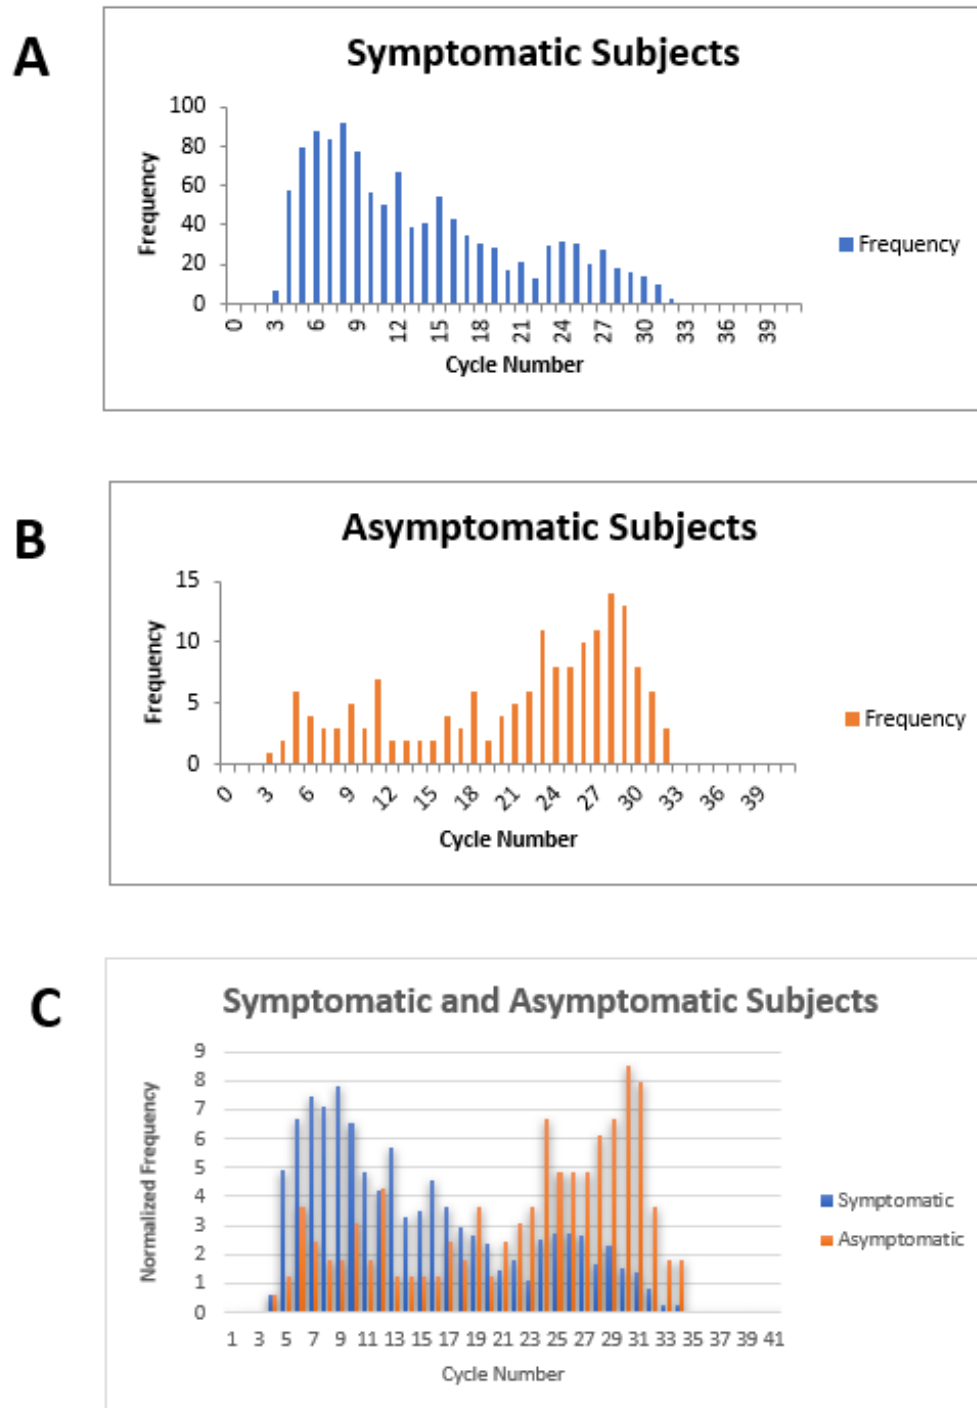 A
Symptomatic Subjects
100
80
60
40
20
0
Frequency
0 3 6 9 12 15 18 21 24 27 30 33 36 39
Cycle Number
Frequency
B
Asymptomatic Subjects
15
10
5
0
Frequency
0 3 6 9 12 15 18 21 24 27 30 33 36 39
Cycle Number
Frequency
C
Symptomatic and Asymptomatic Subjects
9
8
7
6
5
4
3
2
1
0
Normalized Frequency
1 3 5 7 9 11 13 15 17 19 21 23 25 27 29 31 33 35 37 39 41
Cycle Number
Symptomatic
Asymptomatic